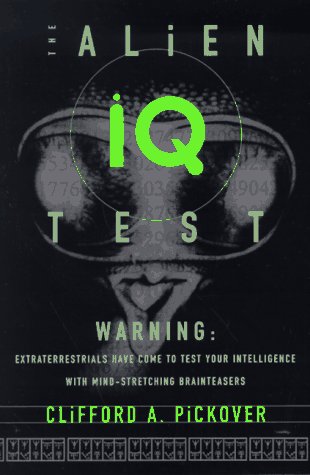 THE ALiEN
iQ
TEST
WARNING:
EXTRATERRESTRIALS HAVE COME TO TEST YOUR INTELLIGENCE
WITH MIND-STRETCHING BRAINTEASERS
CLiFFORD A. PiCKOVER